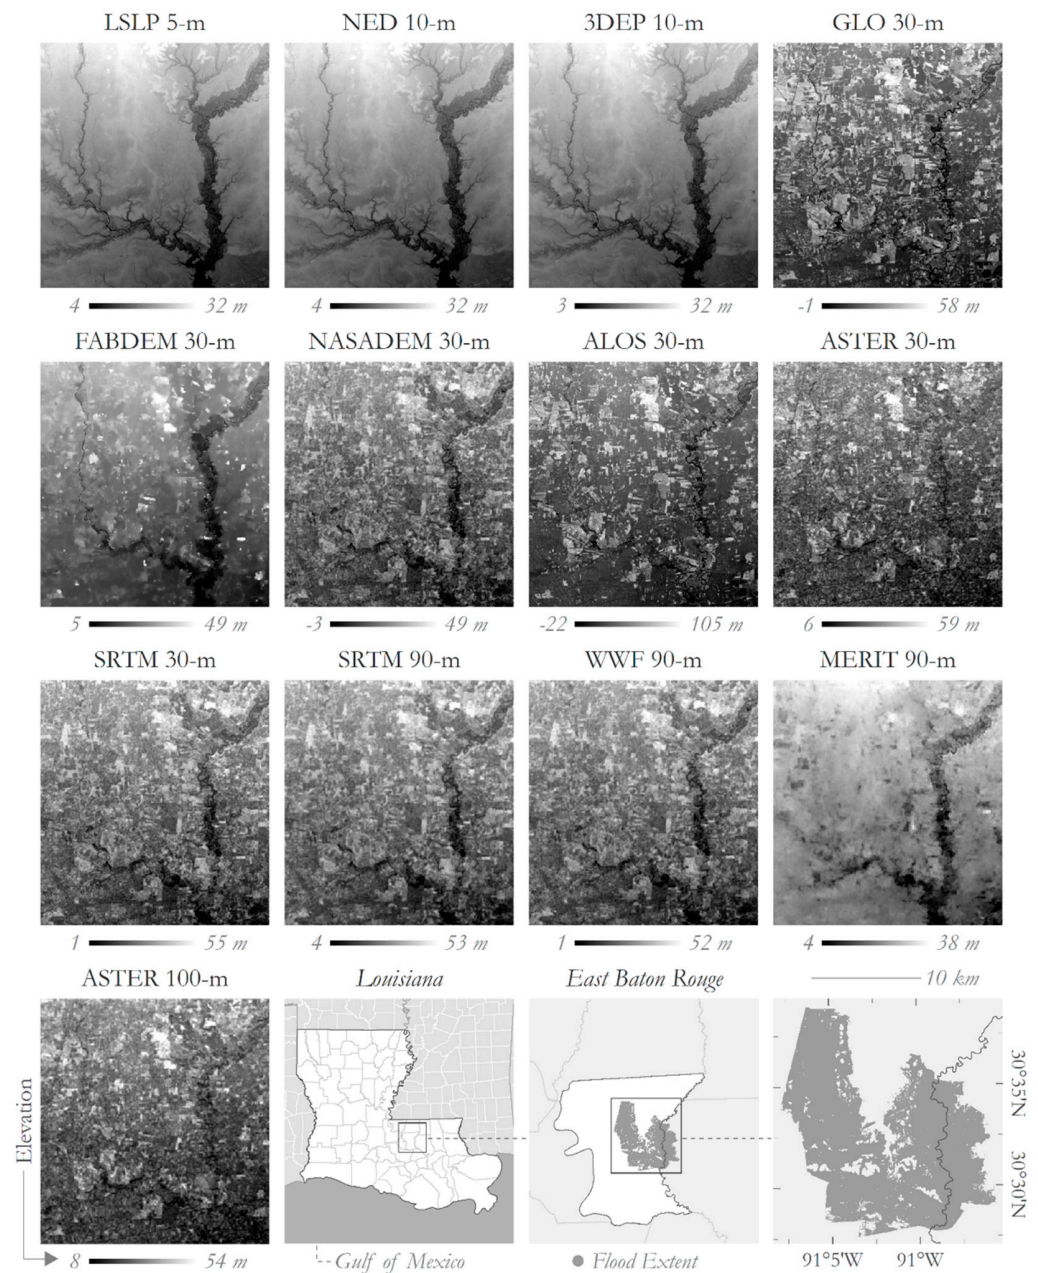 LSLP 5-m NED 10-m 3DEP 10-m GLO 30-m
4 32 m 4 32 m 3 32 m -1 58 m
FABDEM 30-m NASADEM 30-m ALOS 30-m ASTER 30-m
5 49 m -3 49 m -22 105 m 6 59 m
SRTM 30-m SRTM 90-m WWF 90-m MERIT 90-m
1 55 m 4 53 m 1 52 m 4 38 m
ASTER 100-m Louisiana East Baton Rouge 10 km
Elevation
30°35'N
30°30'N
91°5'W 91°W
8 54 m Gulf of Mexico Flood Extent